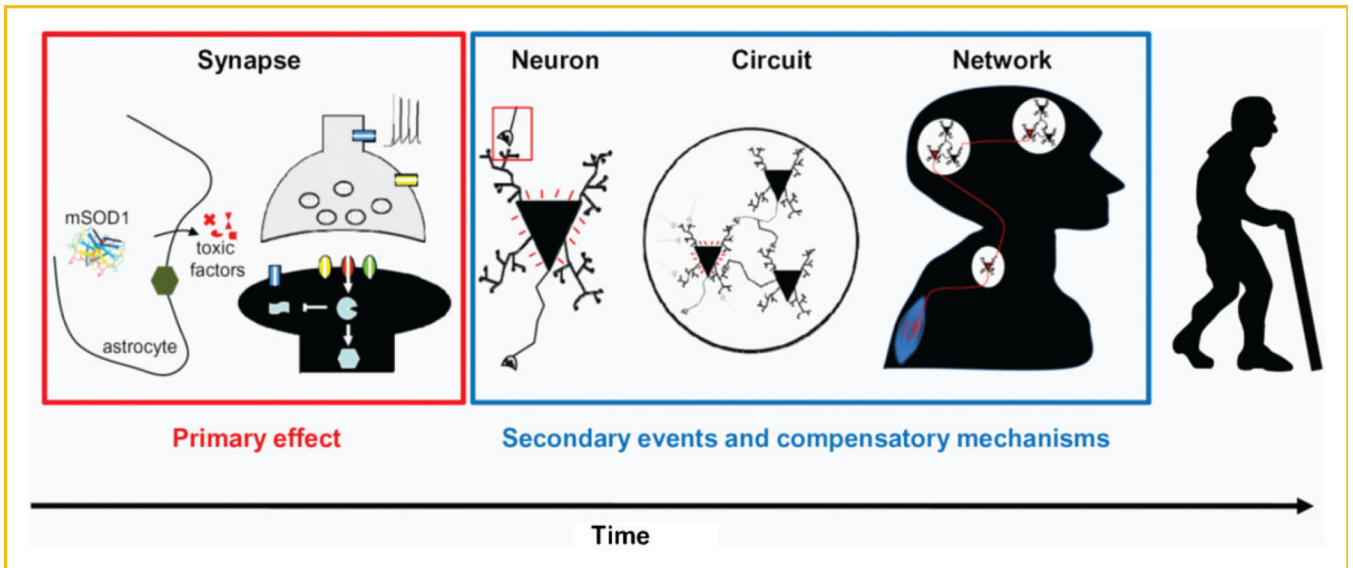 Synapse
Neuron
Circuit
Network
mSOD1
toxic
factors
astrocyte
Primary effect
Secondary events and compensatory mechanisms
Time